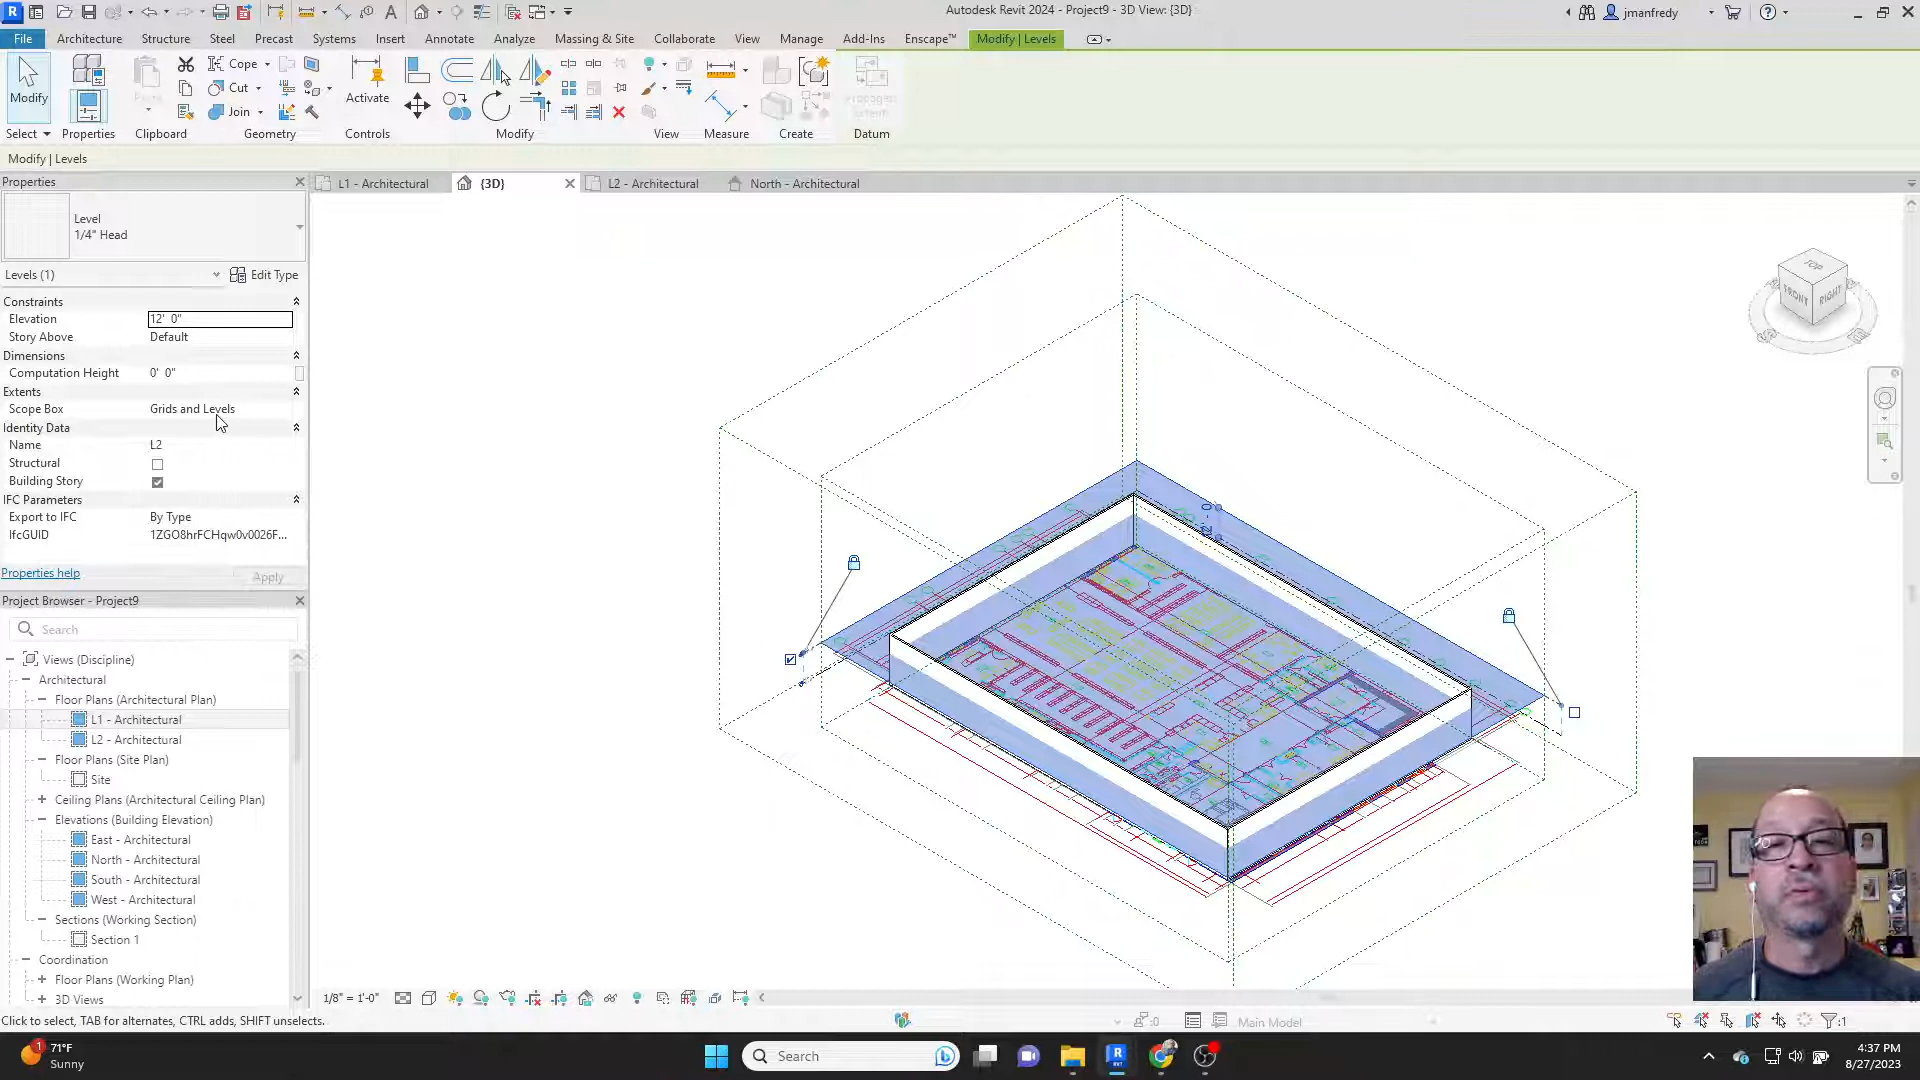 Autodesk Revit 2024 - Project9 - 3D View: {3D}
jmanfredy
File
Architecture
Structure
Steel
Precast
Systems
Insert
Annotate
Analyze
Massing & Site
Collaborate
View
Manage
Add-Ins
Enscape™
Modify | Levels
Modify
Cope
Cut
Join
Activate
Select
Properties
Clipboard
Geometry
Controls
Modify
View
Measure
Create
Datum
Modify | Levels
Properties
L1 - Architectural
{3D}
L2 - Architectural
North - Architectural
Level
1/4" Head
Levels (1)
Edit Type
Constraints
Elevation
12'  0"
Story Above
Default
Dimensions
Computation Height
0'  0"
Extents
Scope Box
Grids and Levels
Identity Data
Name
L2
Structural
Building Story
IFC Parameters
Export to IFC
By Type
IfcGUID
1ZGO8hrFCHqw0v0026F...
Properties help
Apply
Project Browser - Project9
Search
Views (Discipline)
Architectural
Floor Plans (Architectural Plan)
L1 - Architectural
L2 - Architectural
Floor Plans (Site Plan)
Site
Ceiling Plans (Architectural Ceiling Plan)
Elevations (Building Elevation)
East - Architectural
North - Architectural
South - Architectural
West - Architectural
Sections (Working Section)
Section 1
Coordination
Floor Plans (Working Plan)
3D Views
TOP
FRONT
RIGHT
1/8" = 1'-0"
Click to select, TAB for alternates, CTRL adds, SHIFT unselects.
:0
Main Model
:1
1
71°F
Sunny
Search
4:37 PM
8/27/2023